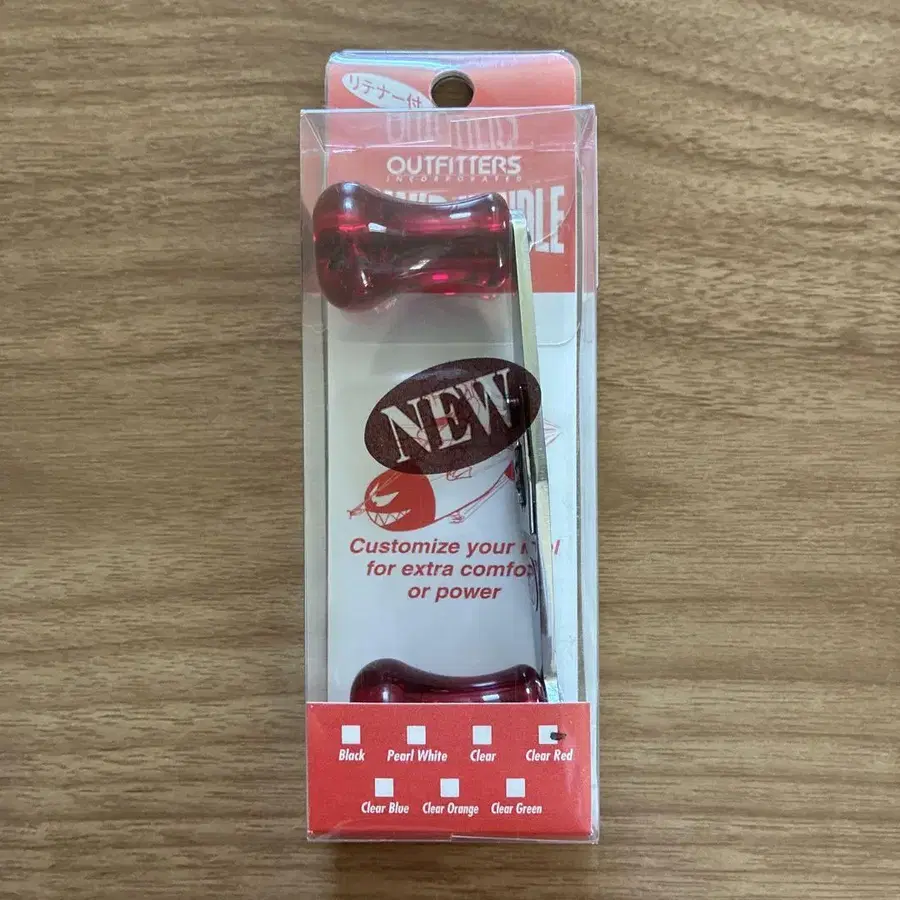 リテナー付
OUTFITTERS
INCORPORATED
NEW
Customize your
for extra comfo
or power
Black
Pearl White
Clear
Clear Red
Clear Blue
Clear Orange
Clear Green